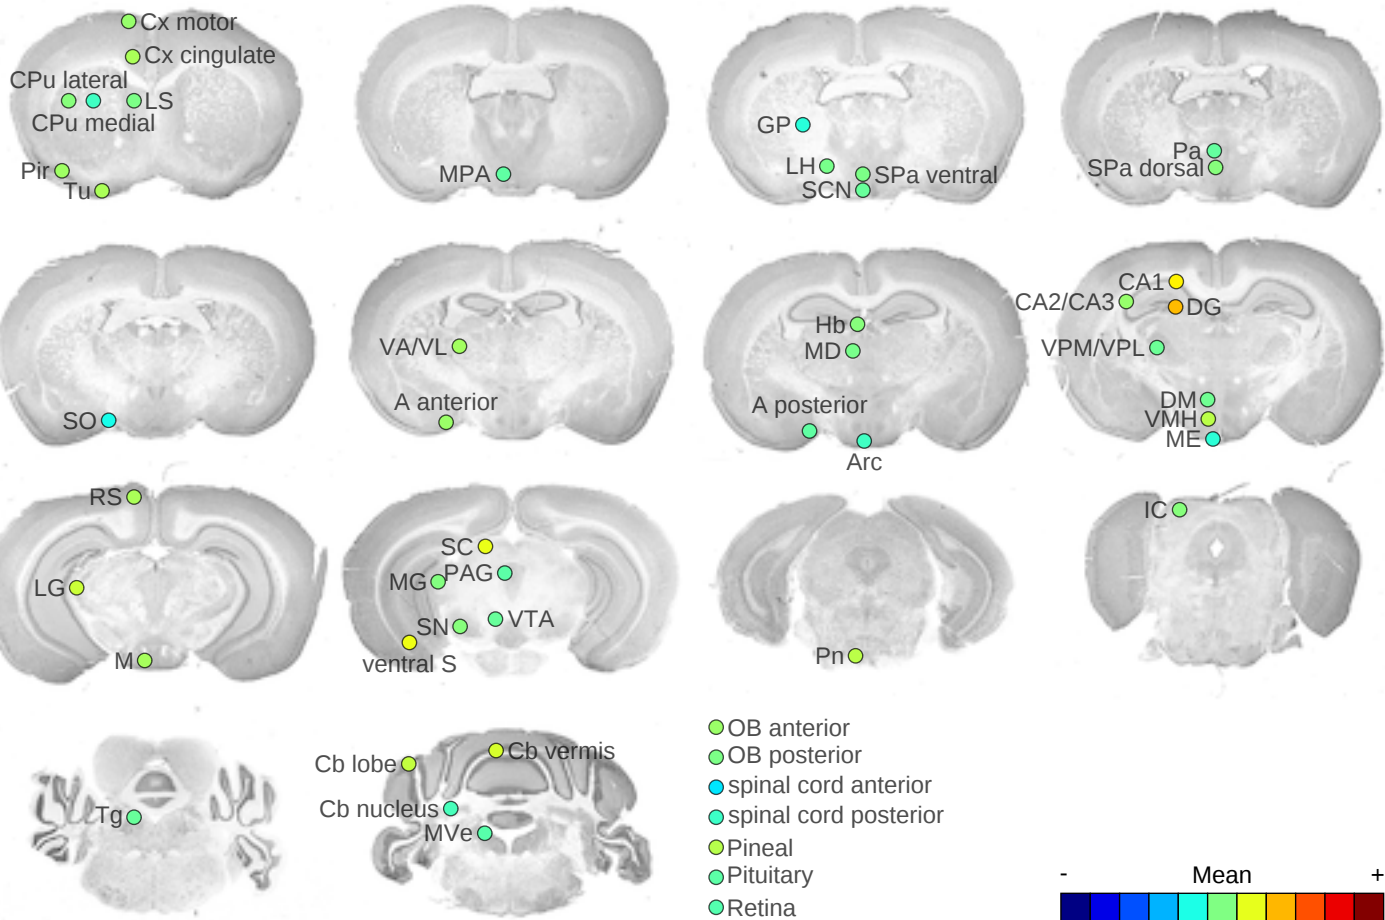 Cx motor
Cx cingulate
CPu lateral
LS
CPu medial
Pir
Tu
MPA
GP
LH
SPa ventral
SCN
Pa
SPa dorsal
SO
VA/VL
A anterior
Hb
MD
A posterior
Arc
CA1
CA2/CA3
DG
VPM/VPL
DM
VMH
ME
RS
LG
M
SC
MG
PAG
SN
VTA
ventral S
Pn
IC
Tg
Cb lobe
Cb vermis
Cb nucleus
MVe
OB anterior
OB posterior
spinal cord anterior
spinal cord posterior
Pineal
Pituitary
Retina
- Mean +